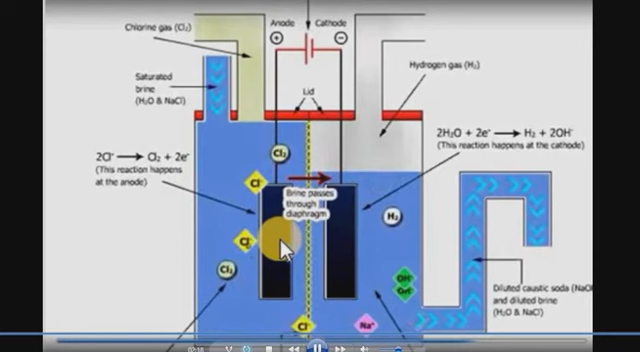 Anode
Cathode
Chlorine gas (Cl₂)
+
−
Hydrogen gas (H₂)
Saturated
brine
(H₂O & NaCl)
Lid
2Cl⁻ → Cl₂ + 2e⁻
(This reaction happens
at the anode)
2H₂O + 2e⁻ → H₂ + 2OH⁻
(This reaction happens at the cathode)
Cl₂
Cl⁻
Brine passes
through
diaphragm
H₂
Cl⁻
Cl₂
OH⁻
OH⁻
Diluted caustic soda (NaO
and diluted brine
(H₂O & NaCl)
Cl⁻
Na⁺